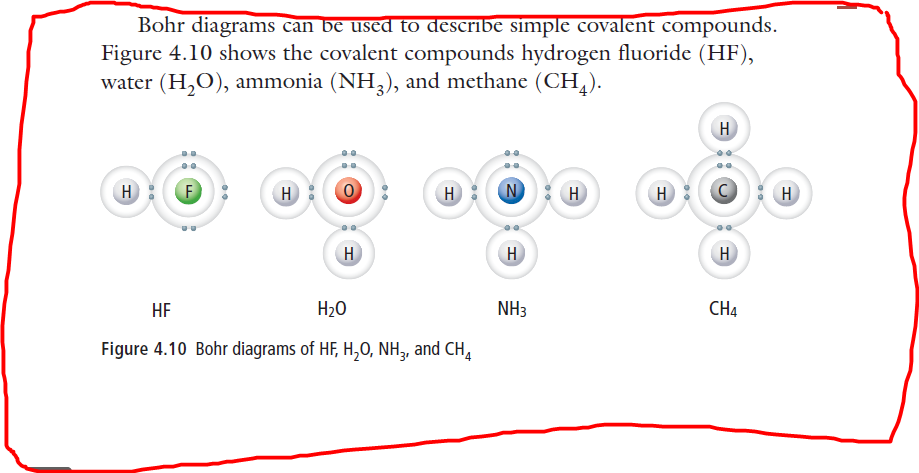 Bohr diagrams can be used to describe simple covalent compounds.
Figure 4.10 shows the covalent compounds hydrogen fluoride (HF),
water (H₂O), ammonia (NH₃), and methane (CH₄).
H
H F H O H N H H C H
H H H
HF H₂O NH₃ CH₄
Figure 4.10 Bohr diagrams of HF, H₂O, NH₃, and CH₄